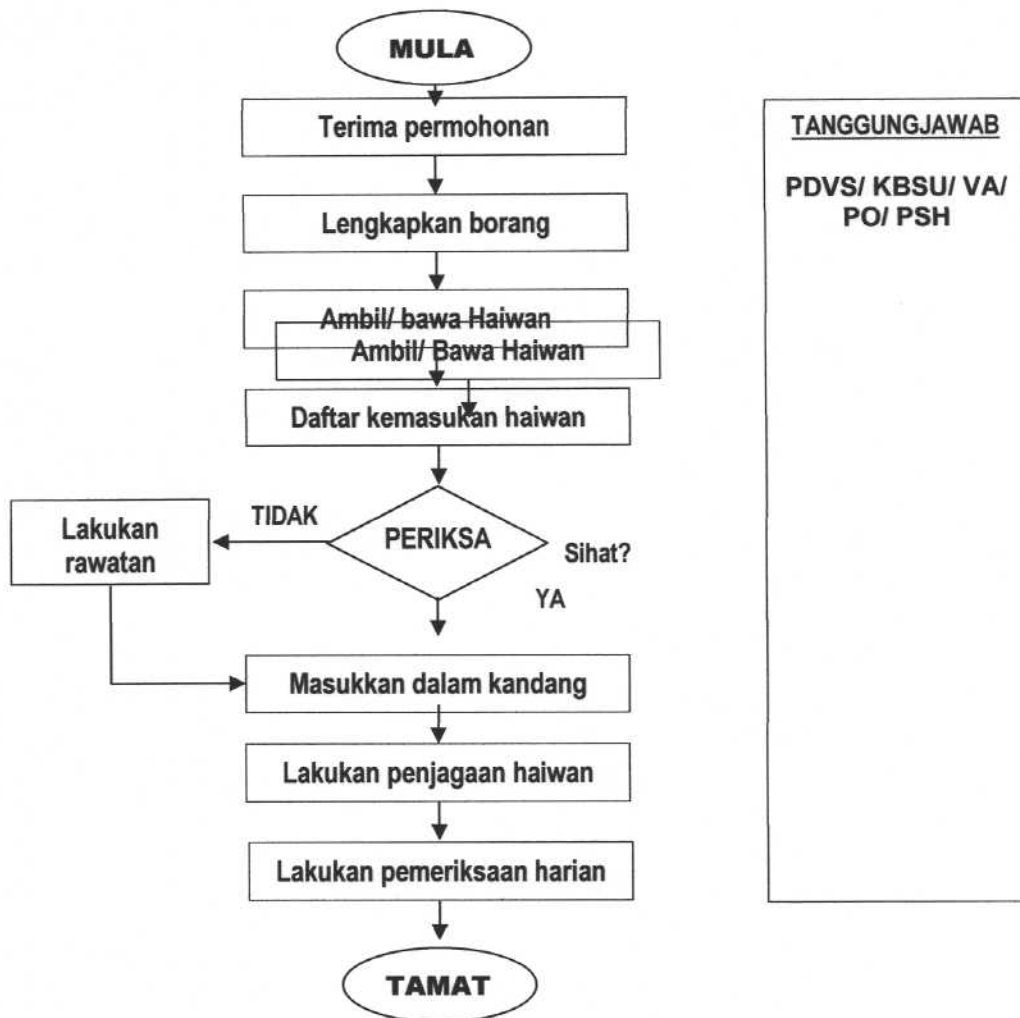 MULA
Terima permohonan
Lengkapkan borang
Ambil/ bawa Haiwan
Ambil/ Bawa Haiwan
Daftar kemasukan haiwan
TIDAK
PERIKSA
Sihat?
YA
Lakukan
rawatan
Masukkan dalam kandang
Lakukan penjagaan haiwan
Lakukan pemeriksaan harian
TAMAT
TANGGUNGJAWAB
PDVS/ KBSU/ VA/
PO/ PSH